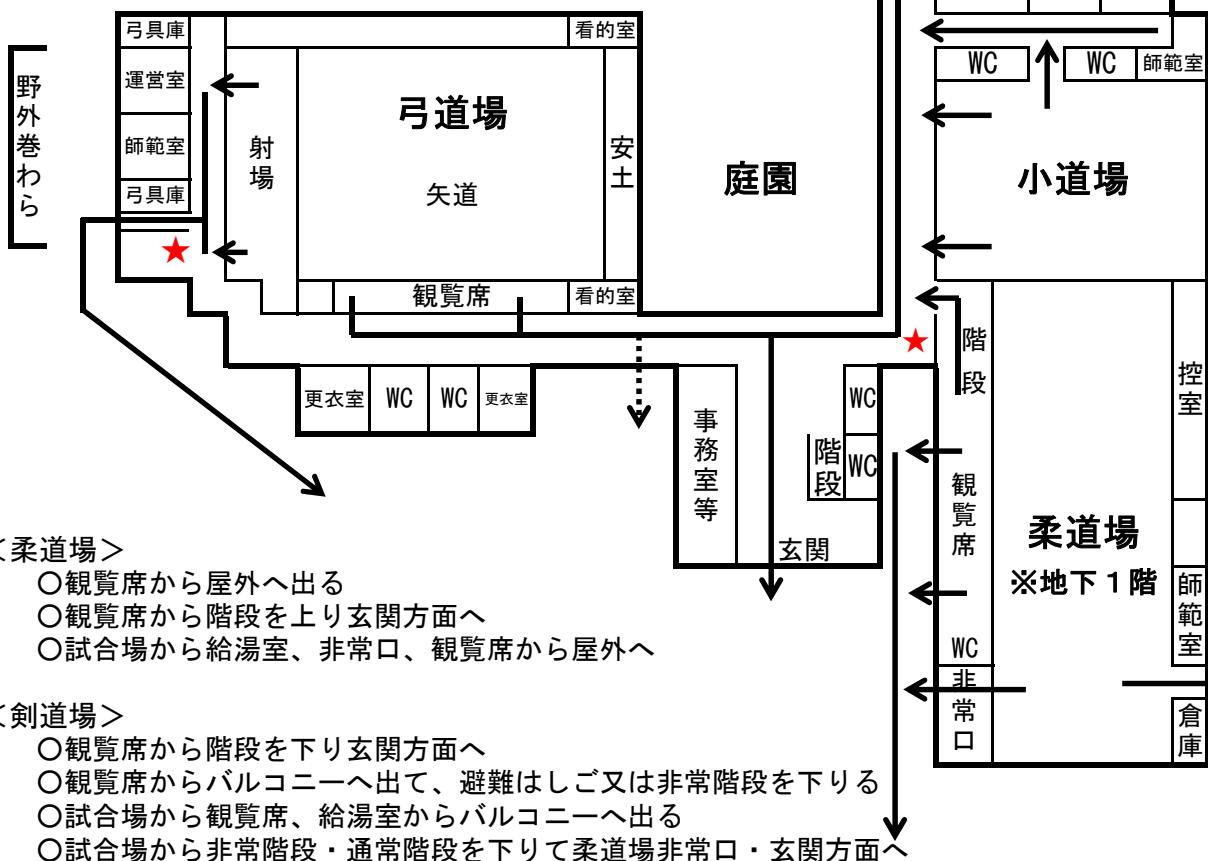 弓具庫
看的室
野外巻わら
運営室
弓道場
射場
安土
師範室
矢道
弓具庫
庭園
観覧席
看的室
WC
WC
師範室
小道場
階段
控室
更衣室
WC
WC
更衣室
事務室等
WC
階段
WC
玄関
観覧席
柔道場
※地下1階
師範室
WC
非常口
倉庫
<柔道場>
〇観覧席から屋外へ出る
〇観覧席から階段を上り玄関方面へ
〇試合場から給湯室、非常口、観覧席から屋外へ
<剣道場>
〇観覧席から階段を下り玄関方面へ
〇観覧席からバルコニーへ出て、避難はしご又は非常階段を下りる
〇試合場から観覧席、給湯室からバルコニーへ出る
〇試合場から非常階段・通常階段を下りて柔道場非常口・玄関方面へ